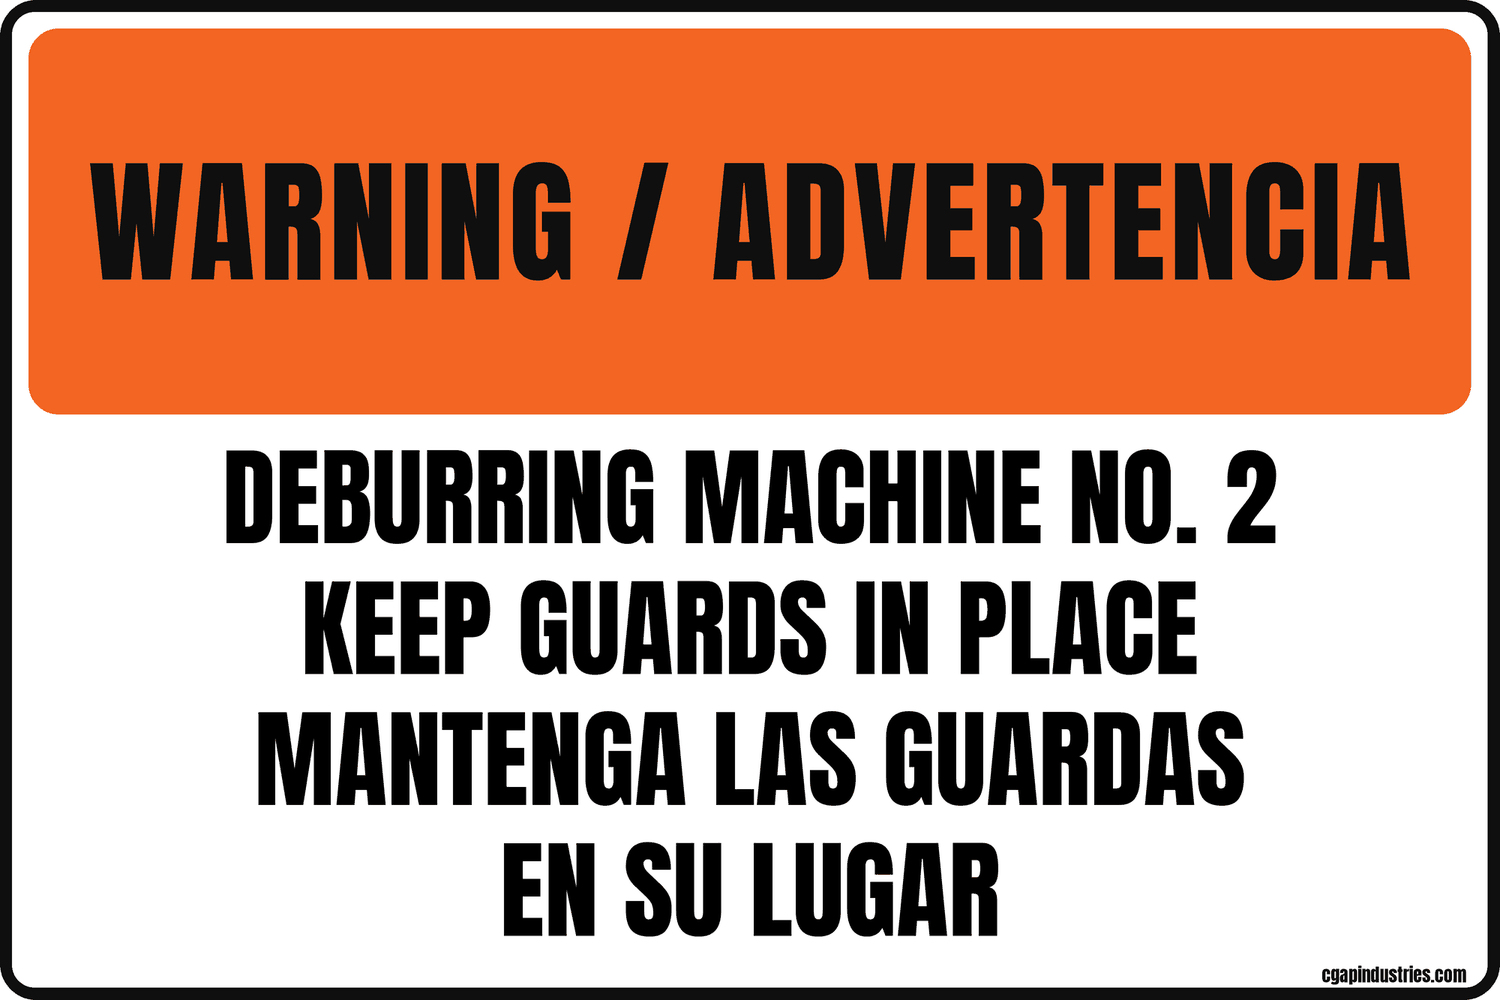 WARNING / ADVERTENCIA
DEBURRING MACHINE NO. 2
KEEP GUARDS IN PLACE
MANTENGA LAS GUARDAS
EN SU LUGAR
cgapindustries.com